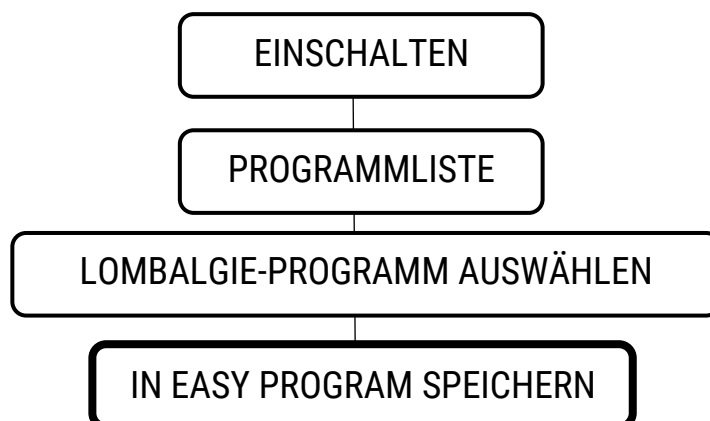 EINSCHALTEN
PROGRAMMLISTE
LOMBALGIE-PROGRAMM AUSWÄHLEN
IN EASY PROGRAM SPEICHERN